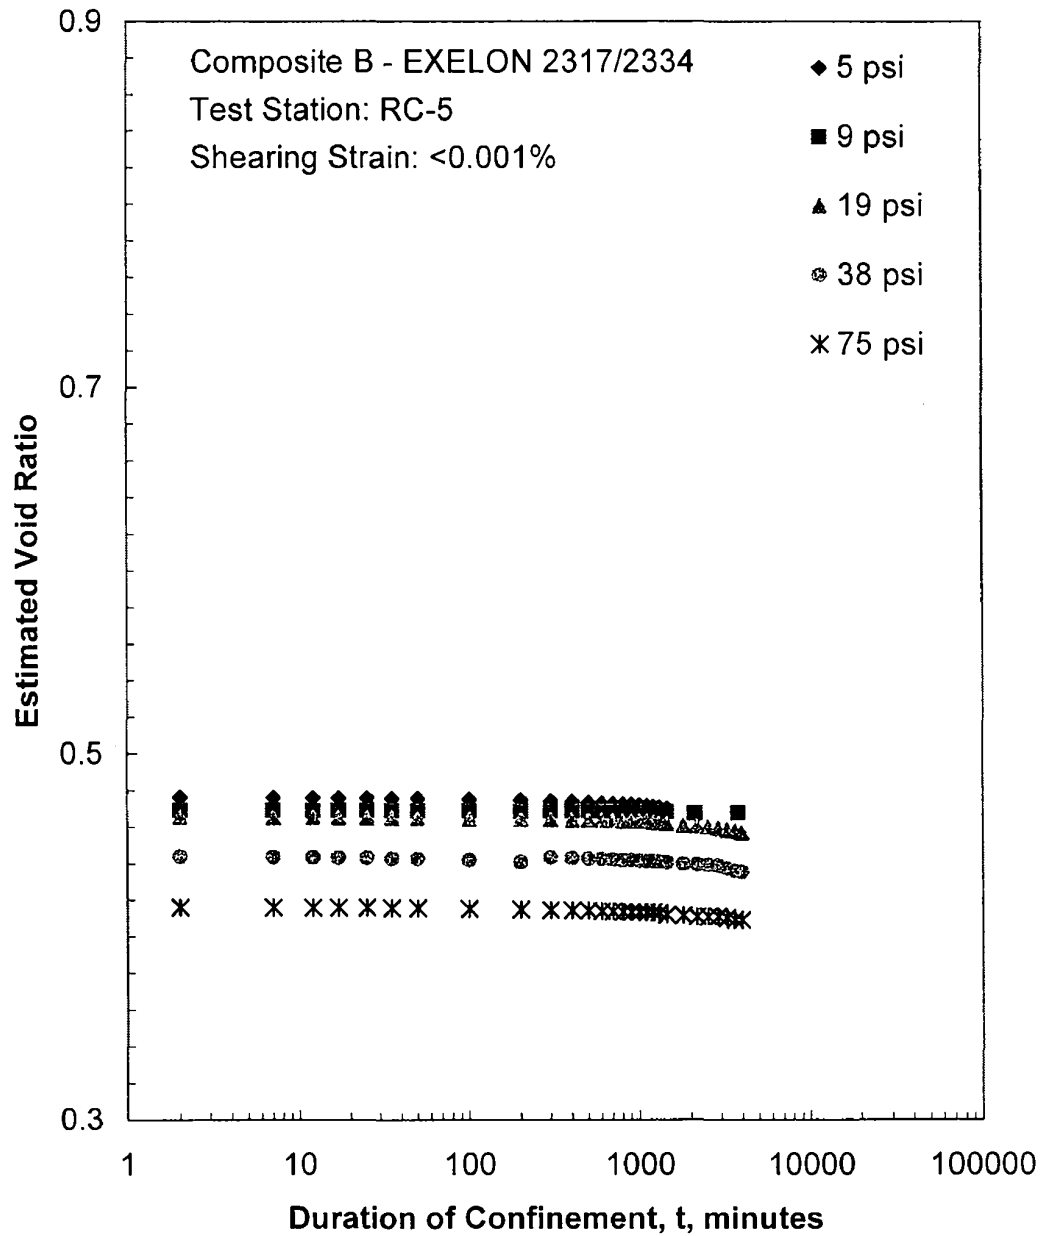 Composite B - EXELON 2317/2334
Test Station: RC-5
Shearing Strain: <0.001%
5 psi
9 psi
19 psi
38 psi
75 psi
Estimated Void Ratio
0.9
0.7
0.5
0.3
1 10 100 1000 10000 100000
Duration of Confinement, t, minutes